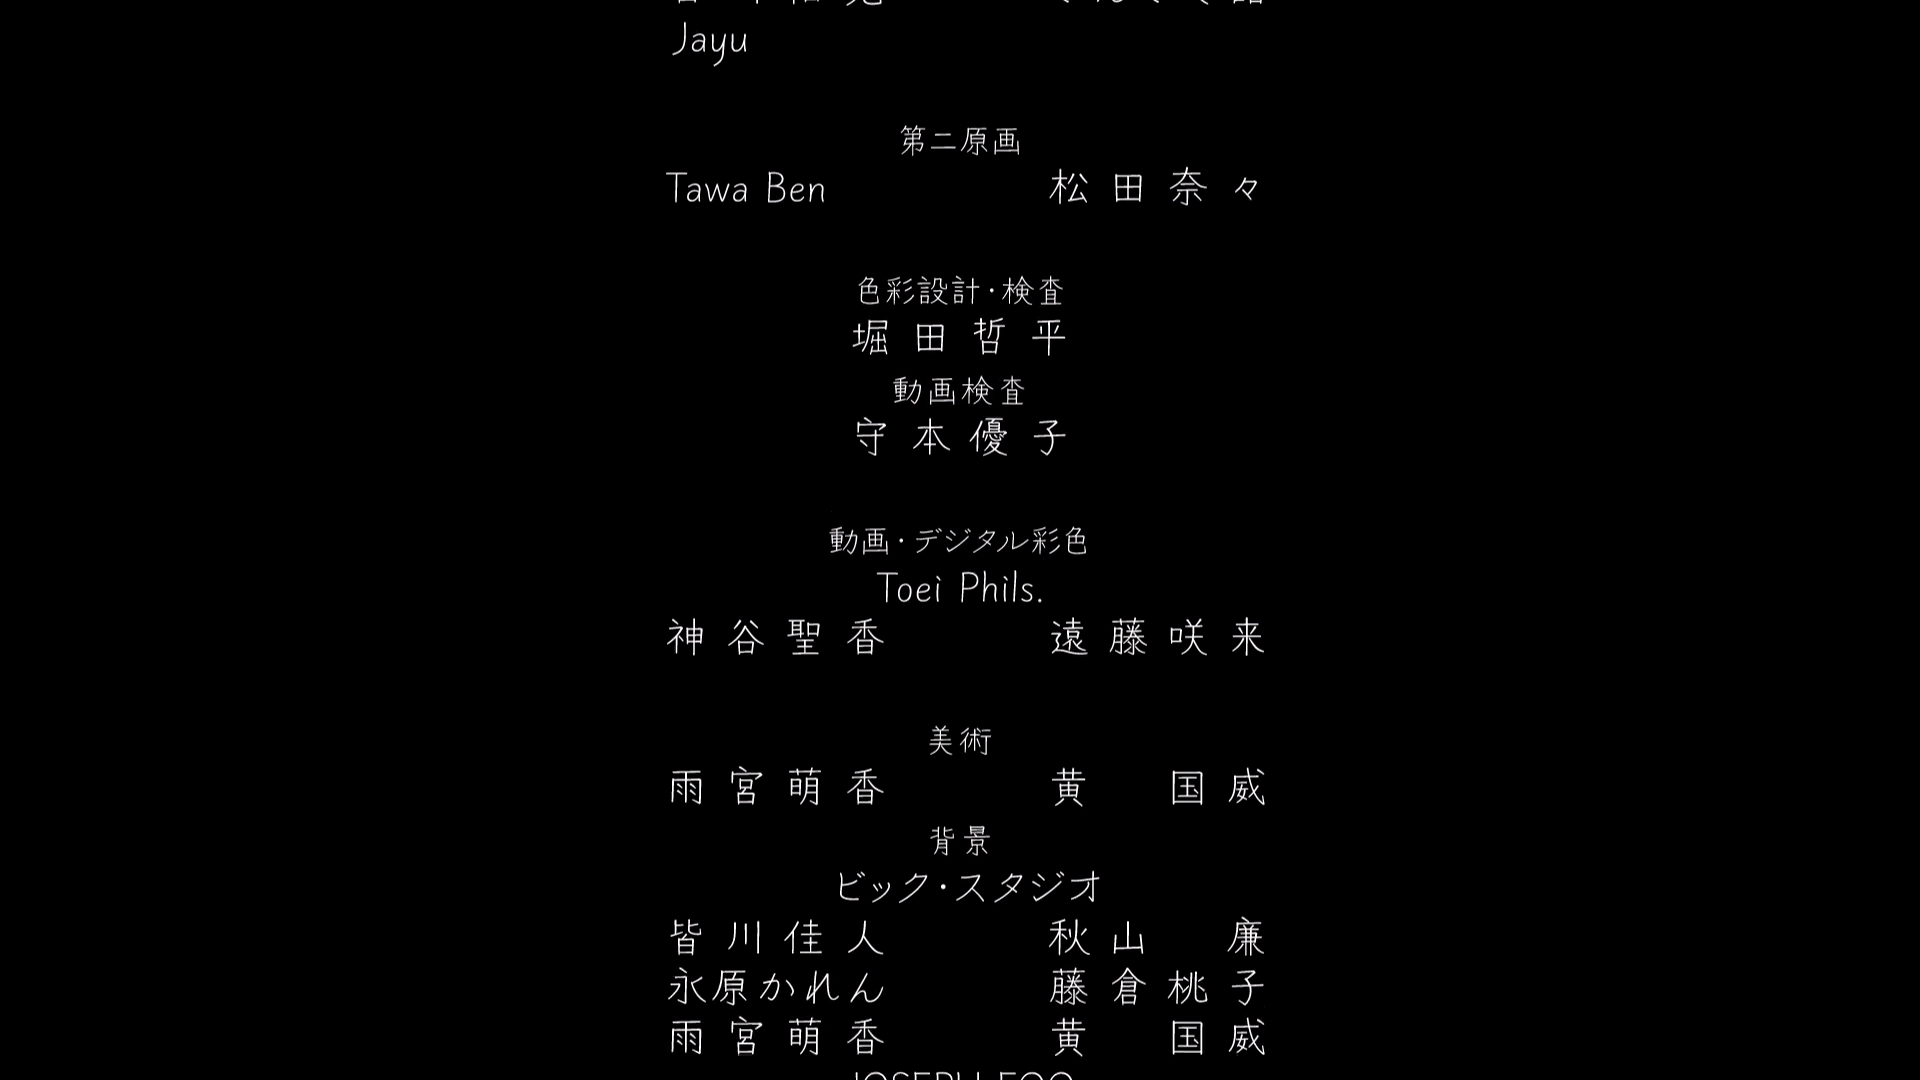 Jayu
第二原画
Tawa Ben 松田奈々
色彩設計・検査
堀田哲平
動画検査
守本優子
動画・デジタル彩色
Toei Phils.
神谷聖香 遠藤咲来
美術
雨宮萌香 黄 国威
背景
ビック・スタジオ
皆川佳人 秋山 廉
永原かれん 藤倉桃子
雨宮萌香 黄 国威